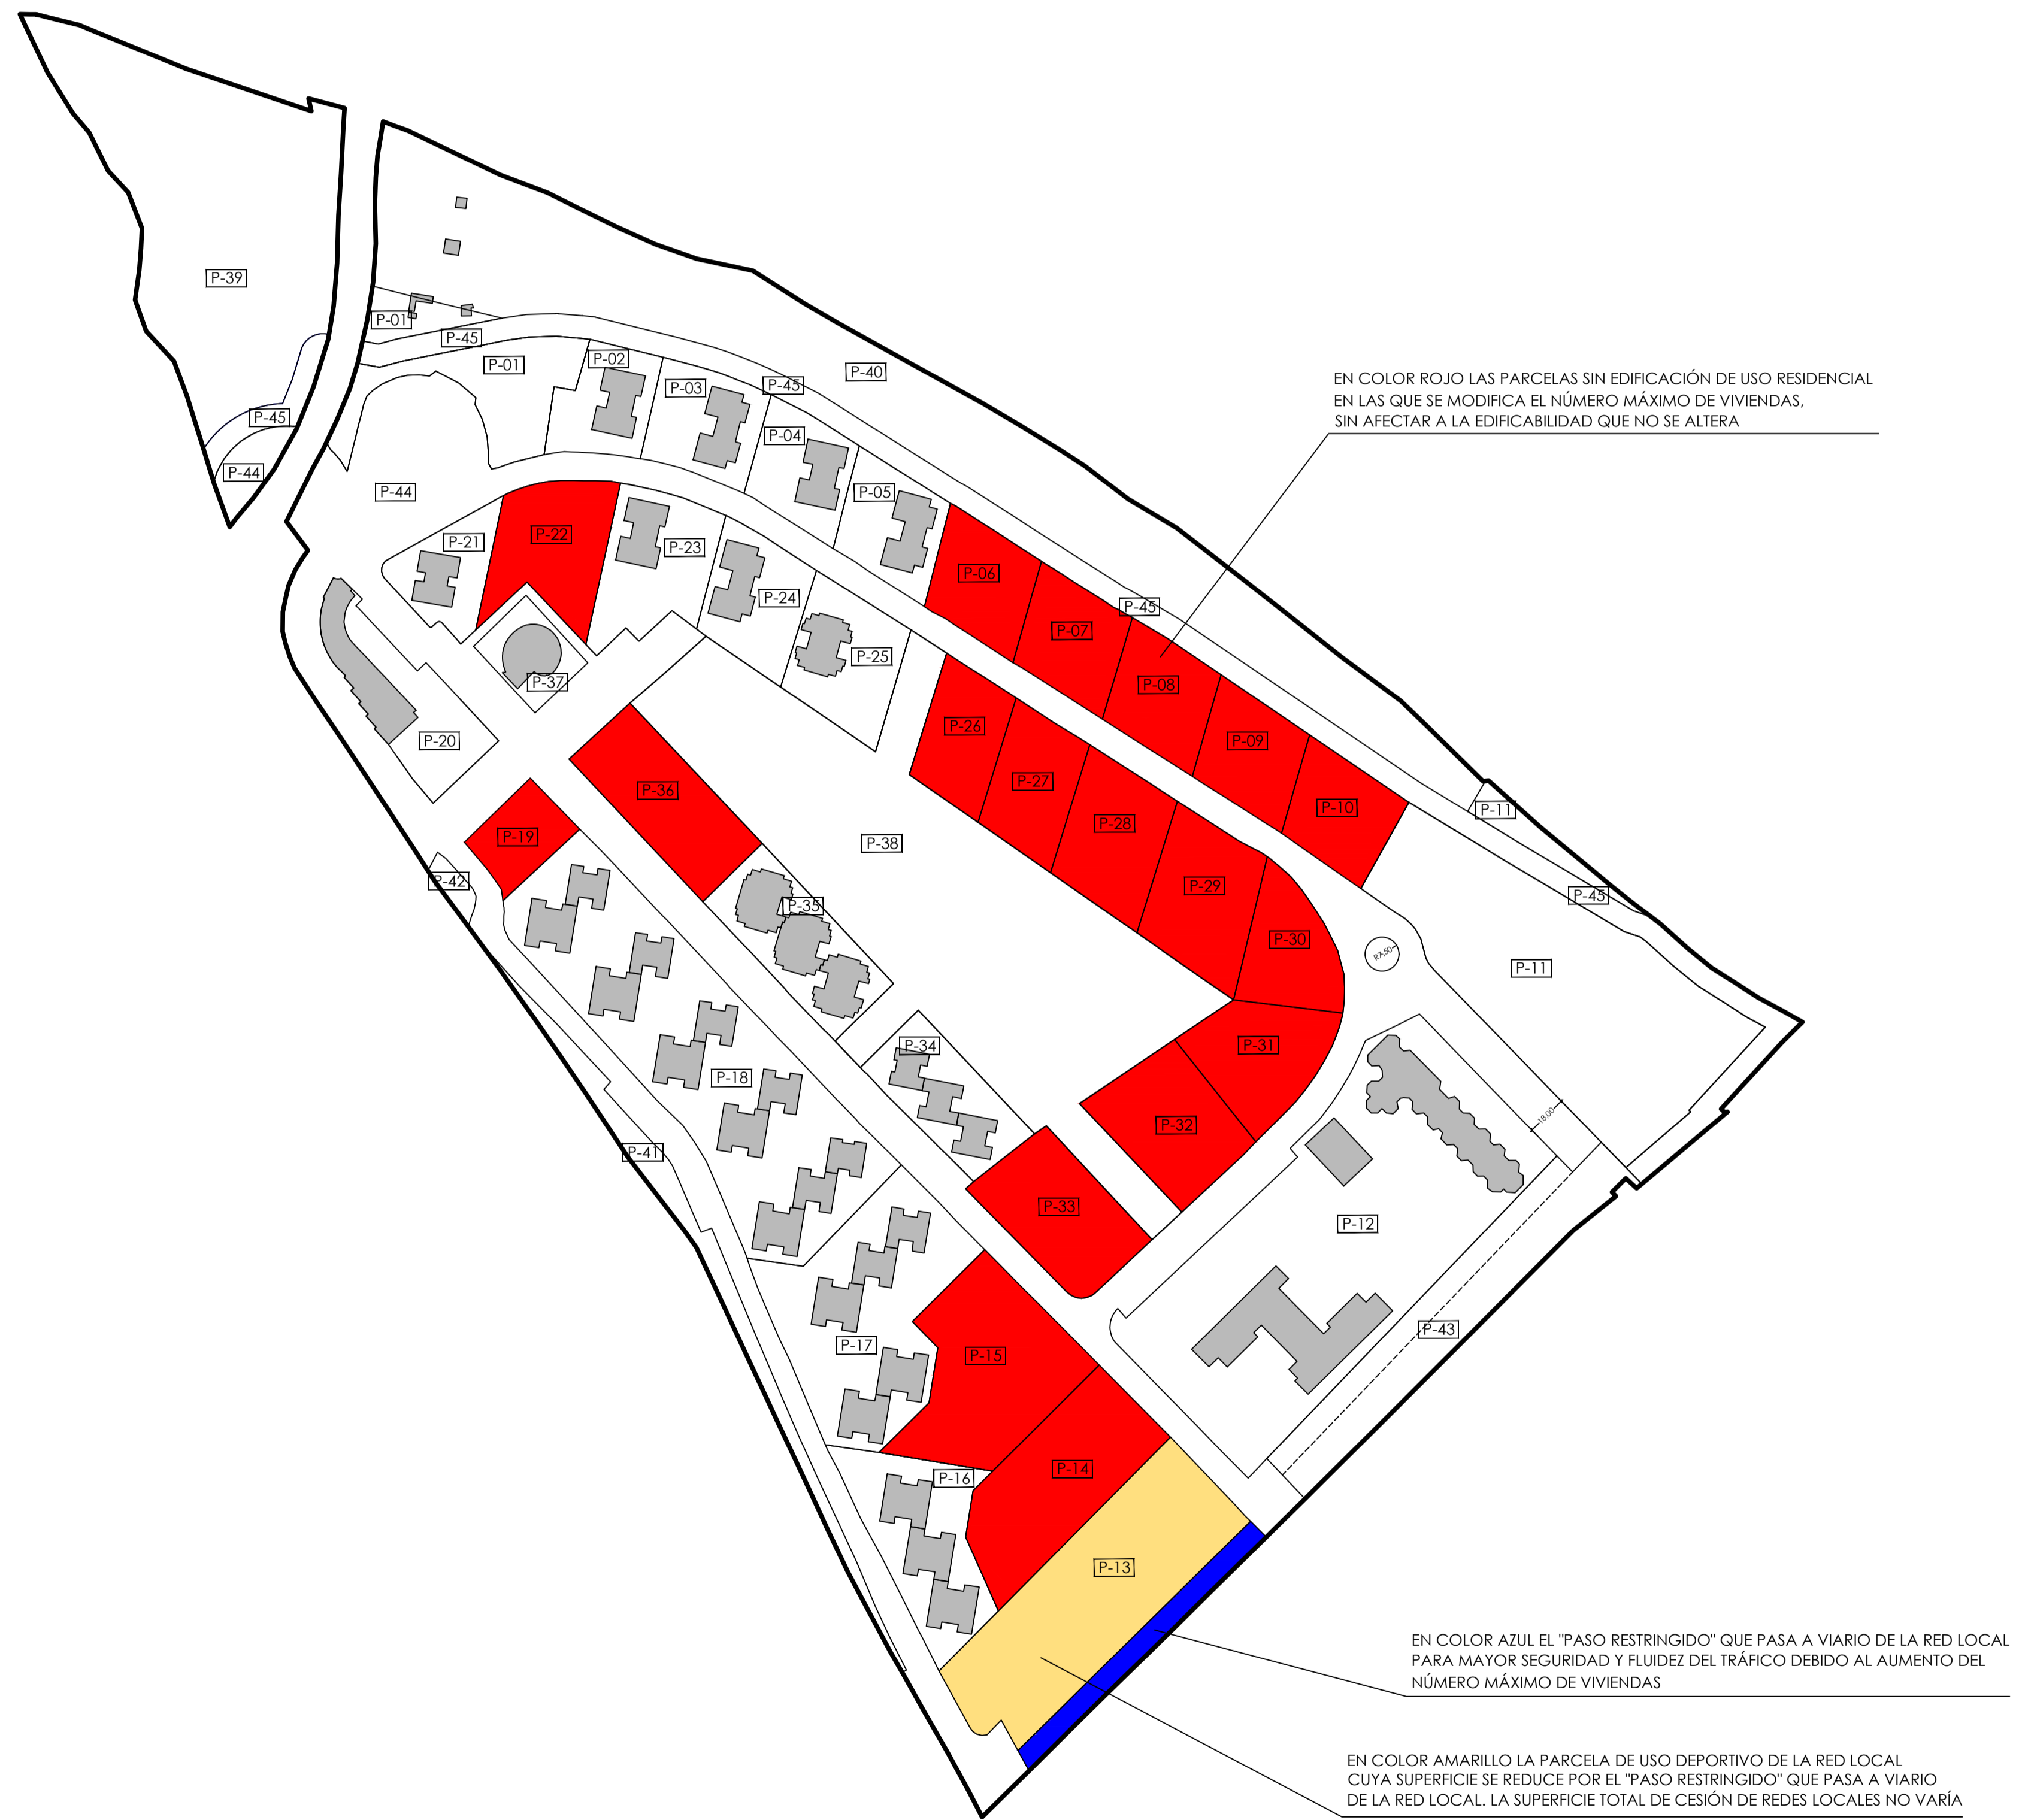 P-39
P-01
P-45
P-01
P-02
P-03
P-45
P-40
EN COLOR ROJO LAS PARCELAS SIN EDIFICACIÓN DE USO RESIDENCIAL
EN LAS QUE SE MODIFICA EL NÚMERO MÁXIMO DE VIVIENDAS,
SIN AFECTAR A LA EDIFICABILIDAD QUE NO SE ALTERA
P-45
P-04
P-44
P-44
P-05
P-22
P-21
P-23
P-06
P-24
P-45
P-07
P-25
P-37
P-08
P-26
P-20
P-09
P-27
P-36
P-10
P-11
P-28
P-19
P-38
P-42
P-29
P-45
P-35
P-30
R14,50
P-11
P-34
P-31
P-18
18.00
P-32
P-41
P-33
P-12
P-43
P-17
P-15
P-14
P-16
P-13
EN COLOR AZUL EL "PASO RESTRINGIDO" QUE PASA A VIARIO DE LA RED LOCAL
PARA MAYOR SEGURIDAD Y FLUIDEZ DEL TRÁFICO DEBIDO AL AUMENTO DEL
NÚMERO MÁXIMO DE VIVIENDAS
EN COLOR AMARILLO LA PARCELA DE USO DEPORTIVO DE LA RED LOCAL
CUYA SUPERFICIE SE REDUCE POR EL "PASO RESTRINGIDO" QUE PASA A VIARIO
DE LA RED LOCAL. LA SUPERFICIE TOTAL DE CESIÓN DE REDES LOCALES NO VARÍA